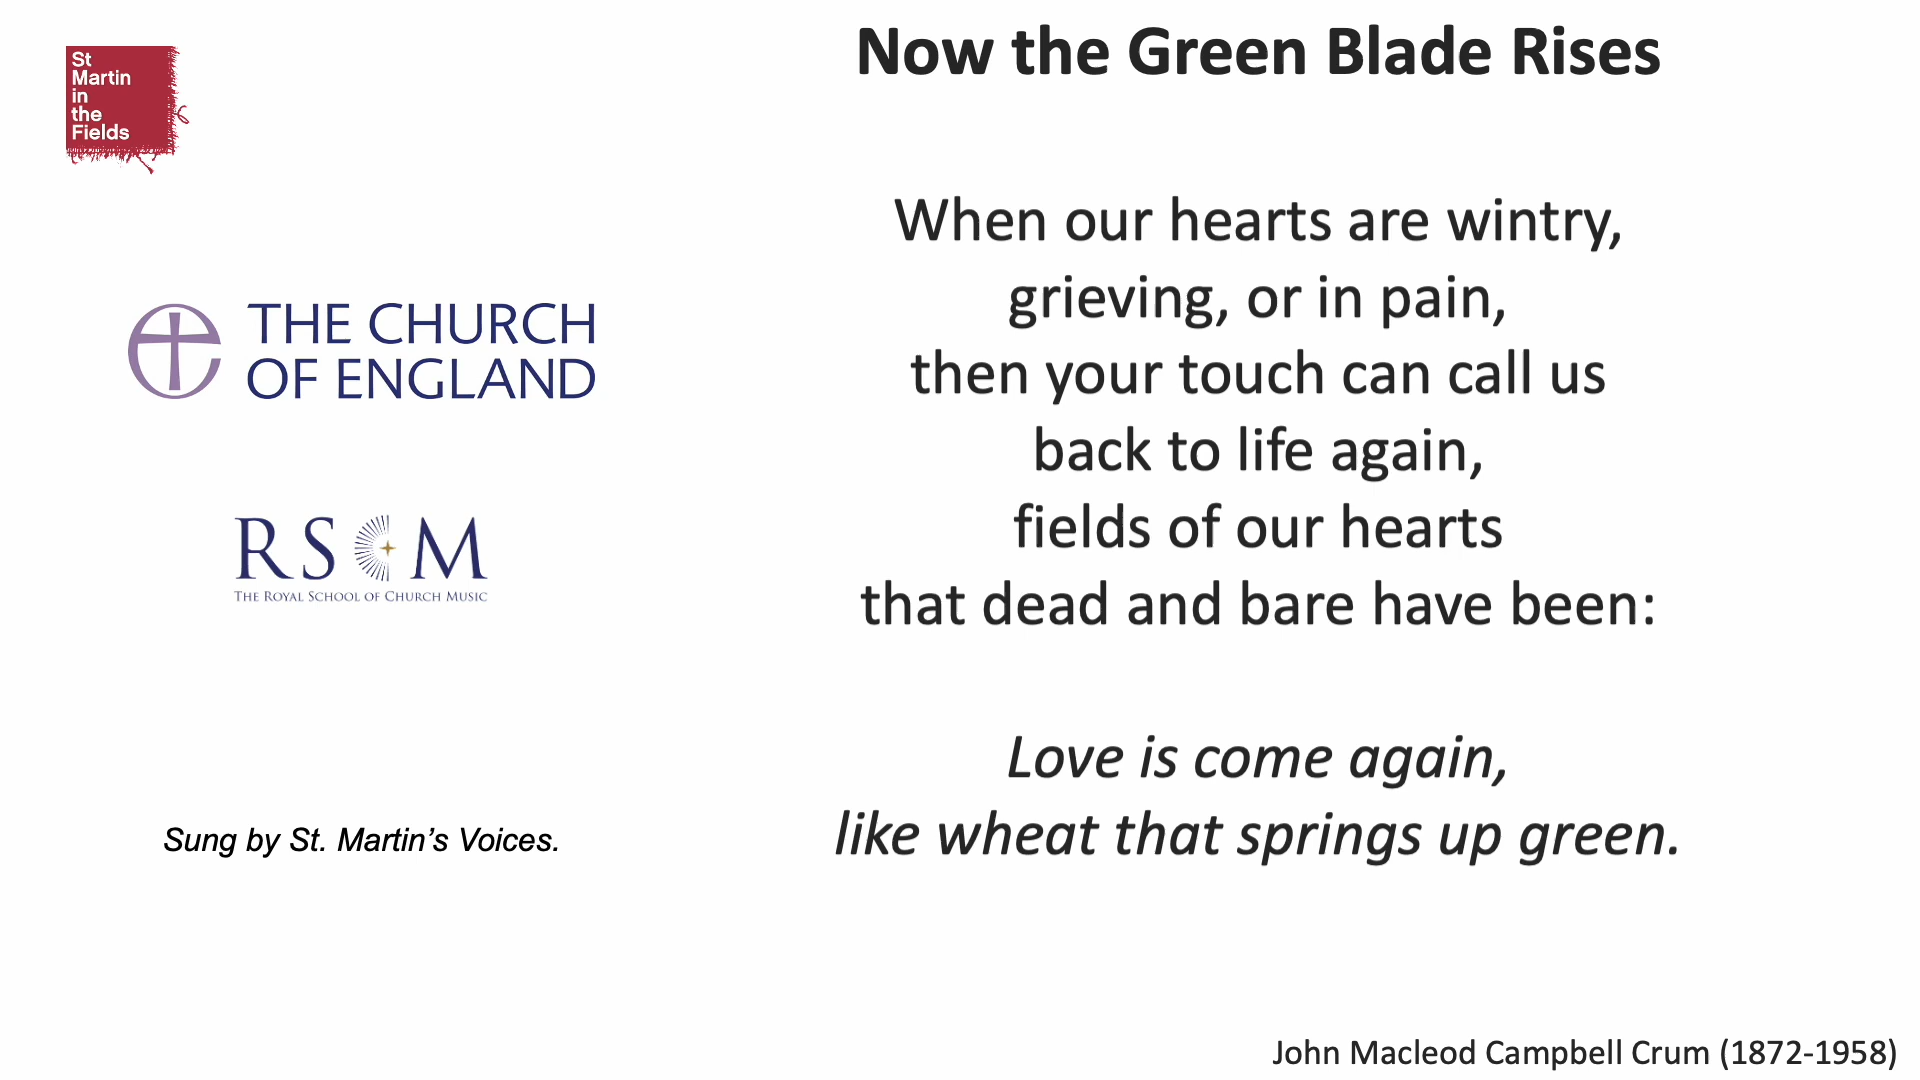 St
Martin
in
the
Fields
Now the Green Blade Rises
THE CHURCH
OF ENGLAND
RSCM
THE ROYAL SCHOOL OF CHURCH MUSIC
Sung by St. Martin’s Voices.
When our hearts are wintry,
grieving, or in pain,
then your touch can call us
back to life again,
fields of our hearts
that dead and bare have been:
Love is come again,
like wheat that springs up green.
John Macleod Campbell Crum (1872-1958)